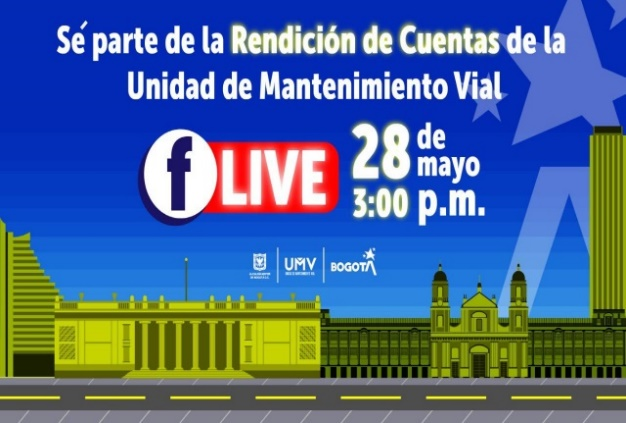 Sé parte de la Rendición de Cuentas de la
Unidad de Mantenimiento Vial
f LIVE
28 de mayo
3:00 p.m.
UMV
BOGOTÁ